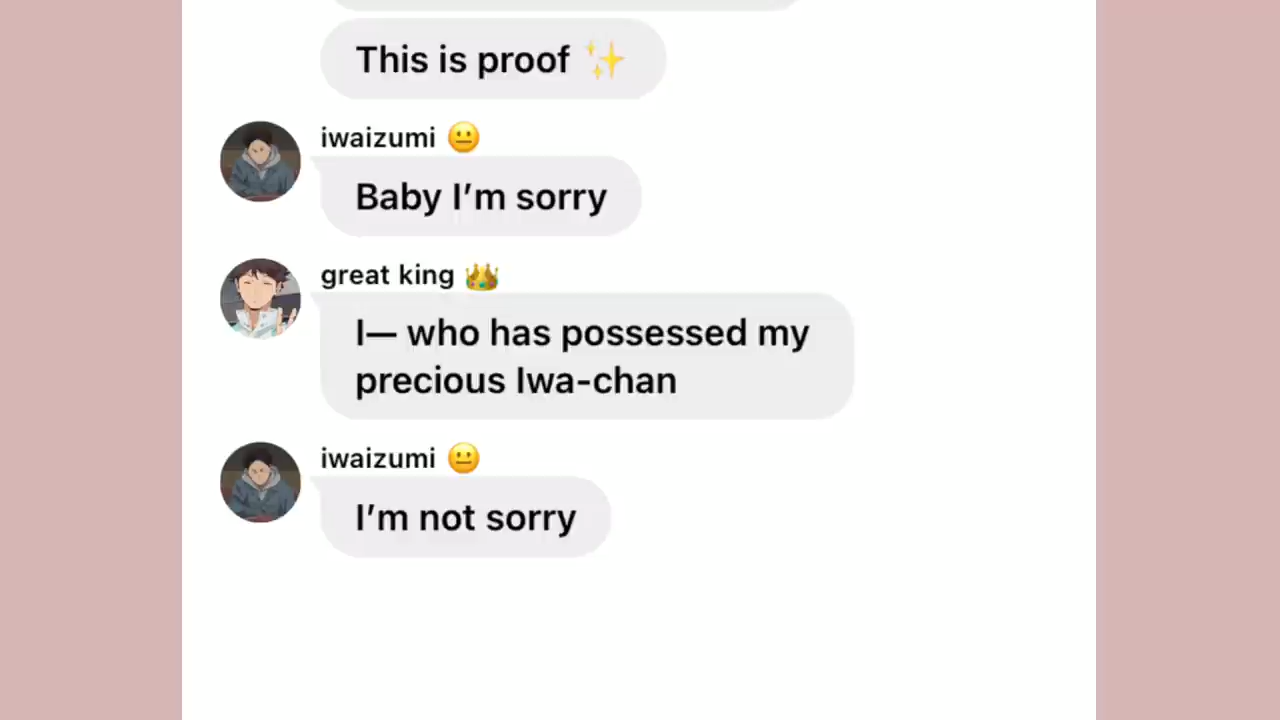 This is proof ✨
iwaizumi 😐
Baby I’m sorry
great king 👑
I— who has possessed my
precious Iwa-chan
iwaizumi 😐
I’m not sorry